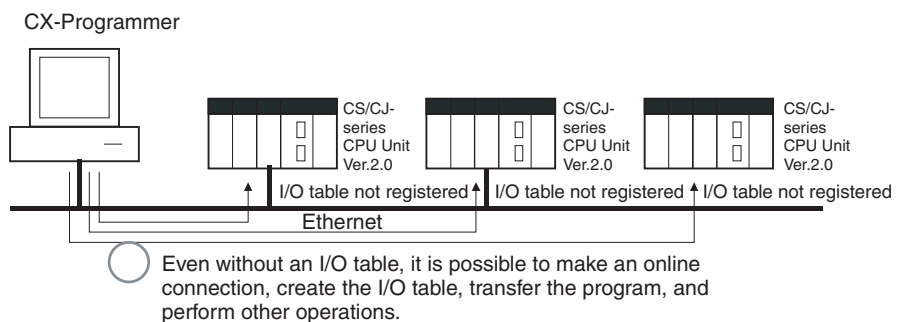 CX-Programmer
CS/CJ-
series
CPU Unit
Ver.2.0
CS/CJ-
series
CPU Unit
Ver.2.0
CS/CJ-
series
CPU Unit
Ver.2.0
I/O table not registered
I/O table not registered
I/O table not registered
Ethernet
Even without an I/O table, it is possible to make an online
connection, create the I/O table, transfer the program, and
perform other operations.